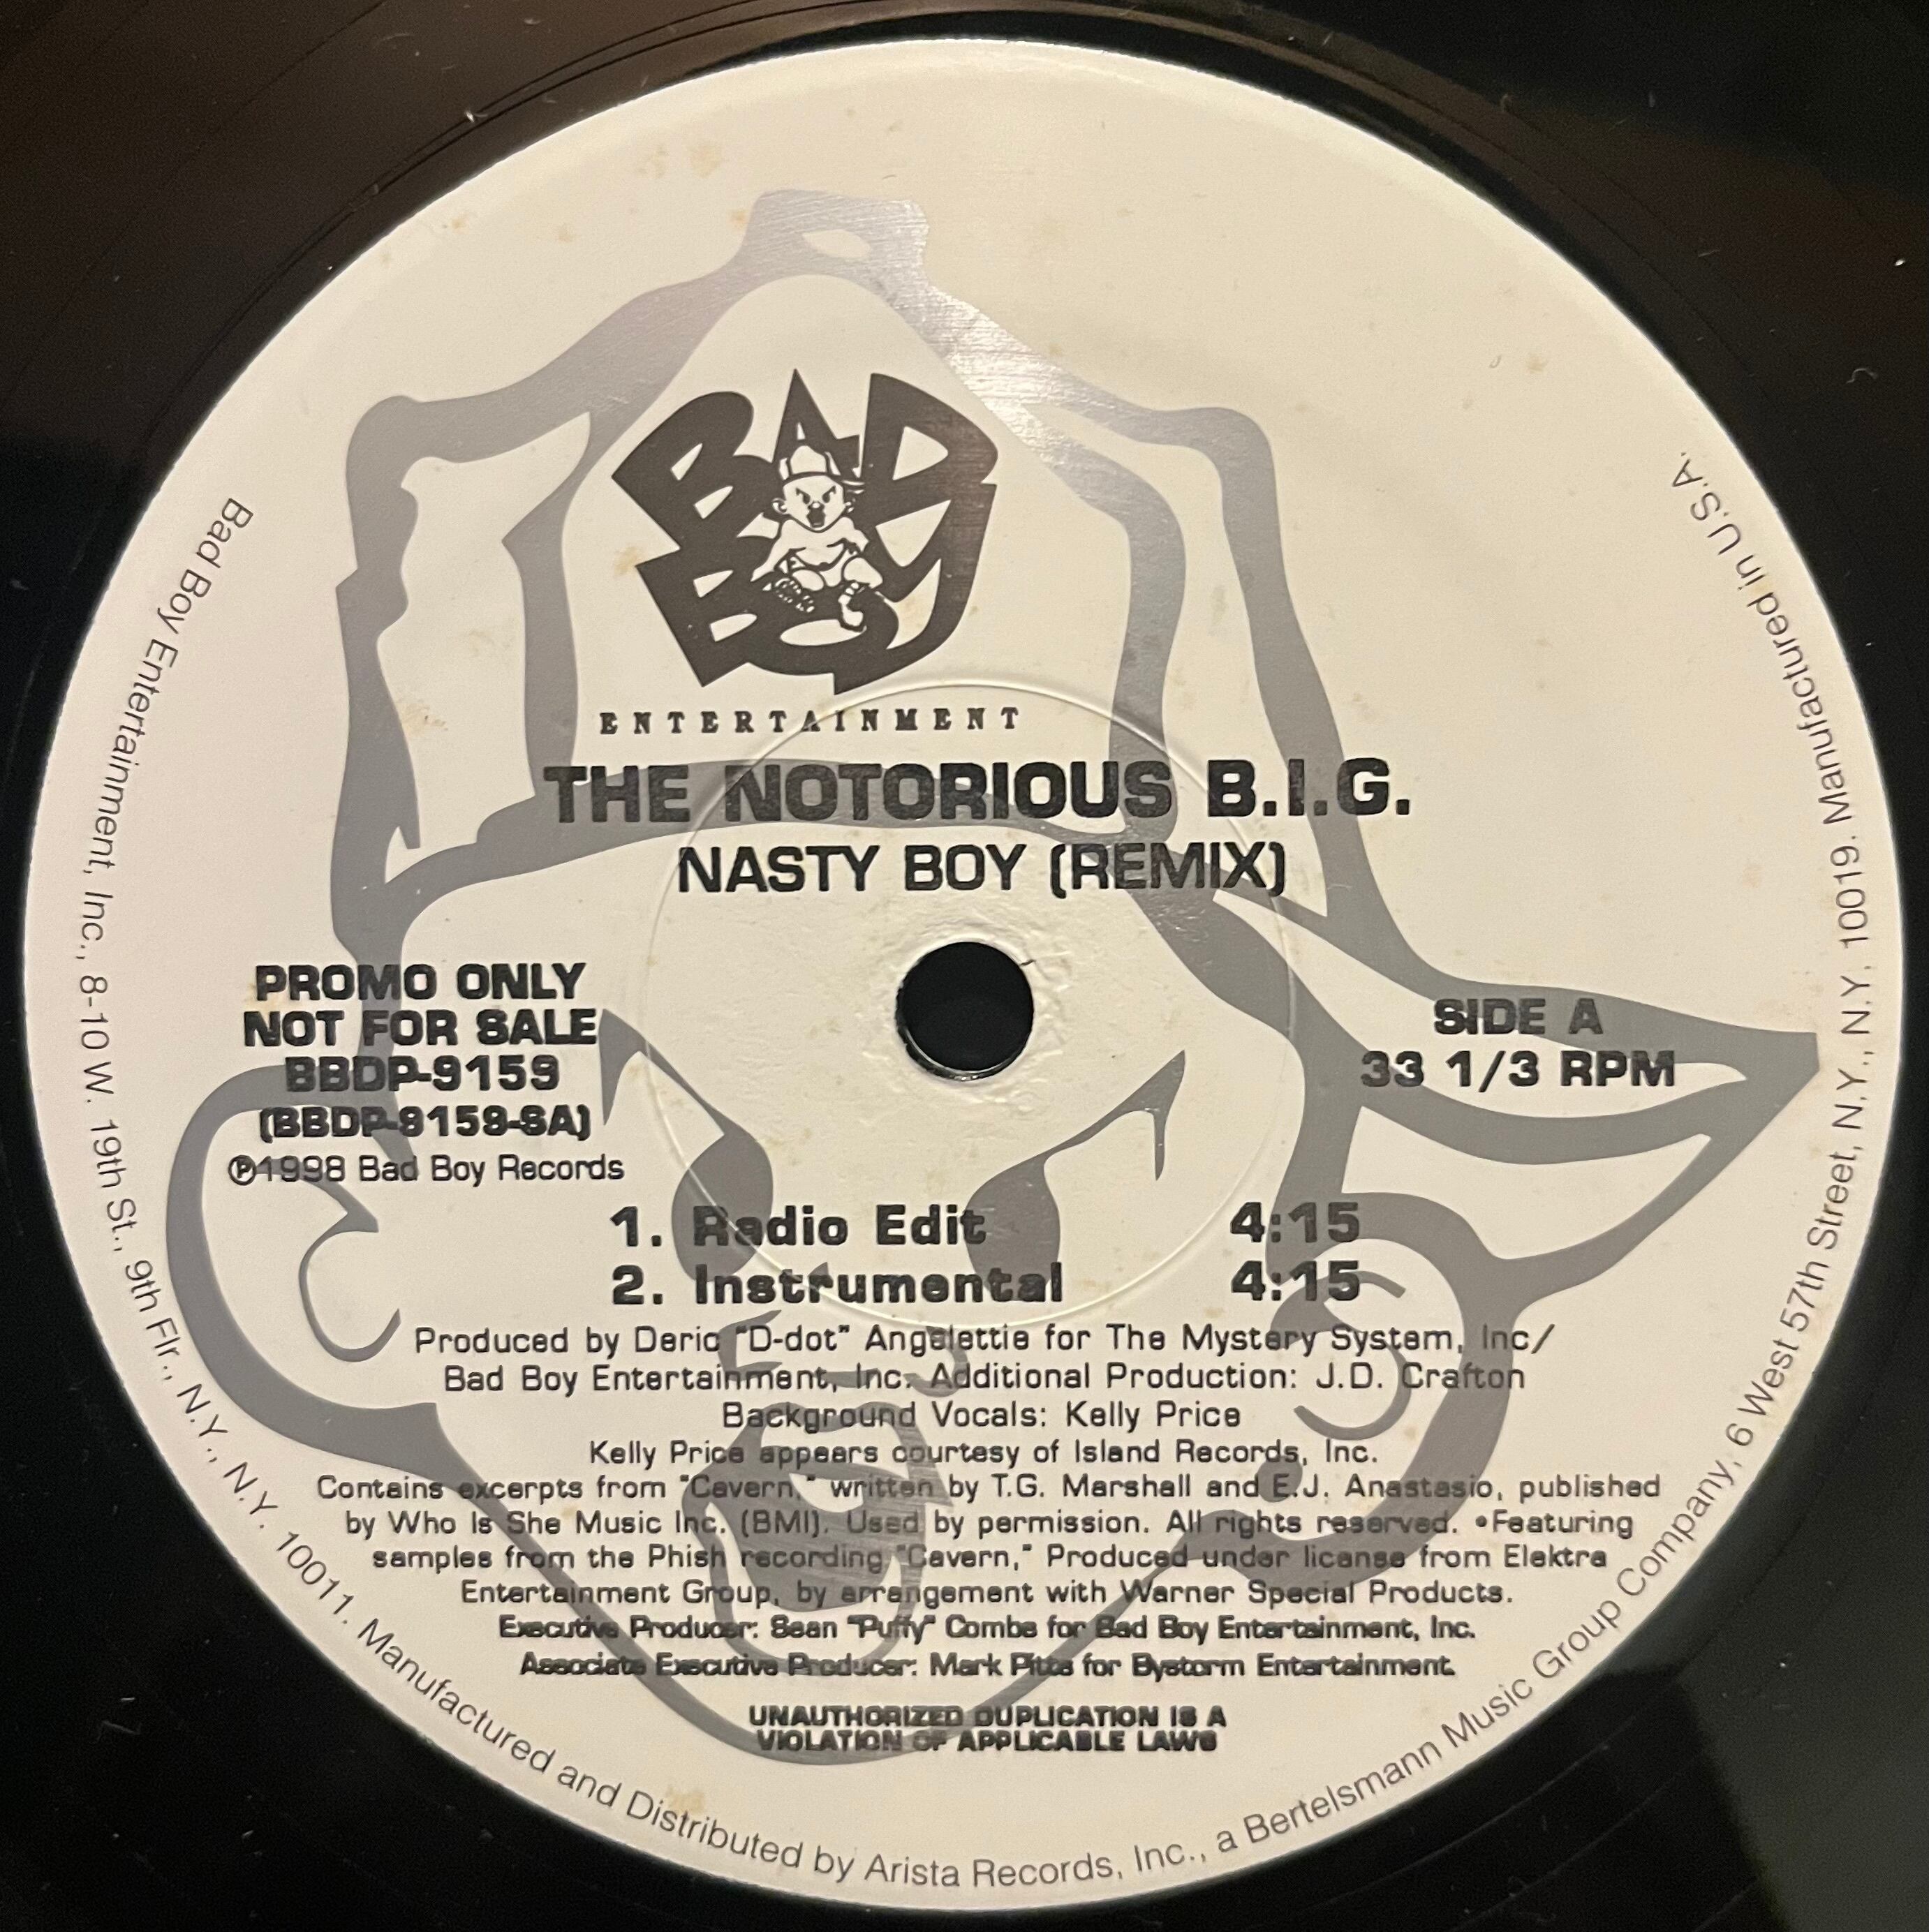 BAD BOY
ENTERTAINMENT
THE NOTORIOUS B.I.G.
NASTY BOY (REMIX)
PROMO ONLY
NOT FOR SALE
BBDP-9159
(BBDP-9159-SA)
℗1998 Bad Boy Records
SIDE A
33 1/3 RPM
1. Radio Edit 4:15
2. Instrumental 4:15
Produced by Deric "D-dot" Angelettie for The Mystery System, Inc/
Bad Boy Entertainment, Inc. Additional Production: J.D. Crafton
Background Vocals: Kelly Price
Kelly Price appears courtesy of Island Records, Inc.
Contains excerpts from "Cavern," written by T.G. Marshall and E.J. Anastasio, published
by Who Is She Music Inc. (BMI). Used by permission. All rights reserved. •Featuring
samples from the Phish recording "Cavern," Produced under license from Elektra
Entertainment Group, by arrangement with Warner Special Products.
Executive Producer: Sean "Puffy" Combs for Bad Boy Entertainment, Inc.
Associate Executive Producer: Mark Pitts for Bystorm Entertainment.
UNAUTHORIZED DUPLICATION IS A
VIOLATION OF APPLICABLE LAWS
Bad Boy Entertainment, Inc., 8-10 W. 19th St., 9th Flr., N.Y., N.Y. 10011. Manufactured and Distributed by Arista Records, Inc., a Bertelsmann Music Group Company, 6 West 57th Street, N.Y., N.Y. 10019. Manufactured in U.S.A.